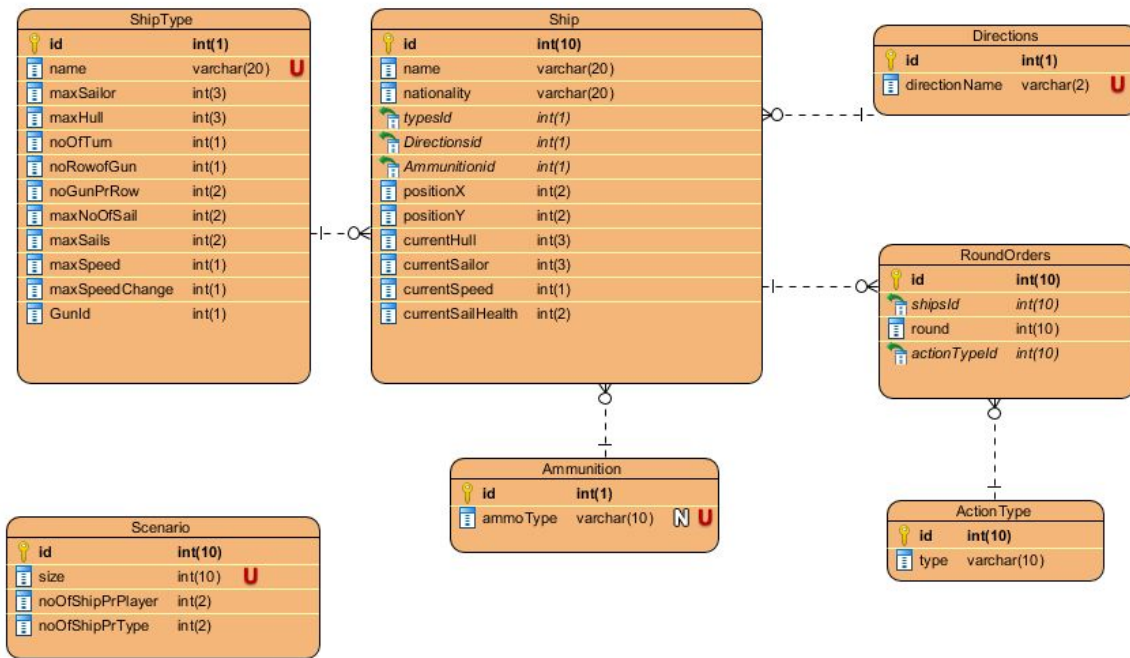 ShipType
id int(1)
name varchar(20) U
maxSailor int(3)
maxHull int(3)
noOfTurn int(1)
noRowofGun int(1)
noGunPrRow int(2)
maxNoOfSail int(2)
maxSails int(2)
maxSpeed int(1)
maxSpeedChange int(1)
GunId int(1)
Ship
id int(10)
name varchar(20)
nationality varchar(20)
typesId int(1)
Directionsid int(1)
Ammunitionid int(1)
positionX int(2)
positionY int(2)
currentHull int(3)
currentSailor int(3)
currentSpeed int(1)
currentSailHealth int(2)
Directions
id int(1)
directionName varchar(2) U
RoundOrders
id int(10)
shipsId int(10)
round int(10)
actionTypeId int(10)
Ammunition
id int(1)
ammoType varchar(10) N U
ActionType
id int(10)
type varchar(10)
Scenario
id int(10)
size int(10) U
noOfShipPrPlayer int(2)
noOfShipPrType int(2)